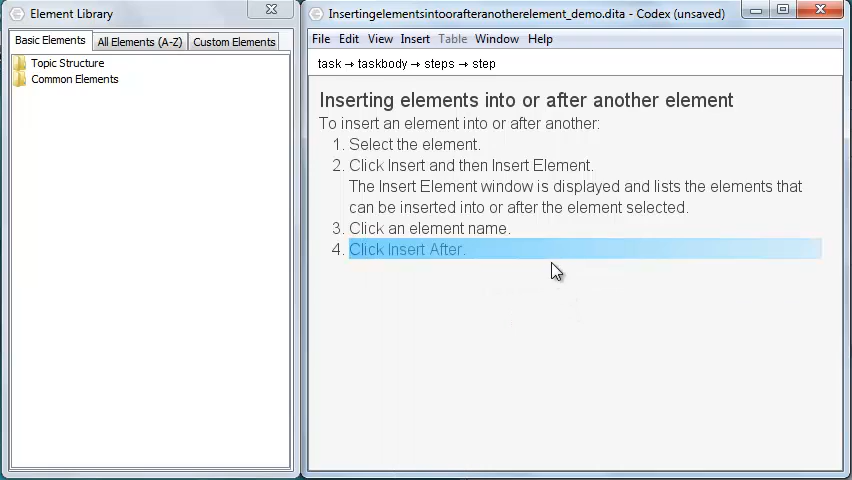 Element Library
Basic Elements All Elements (A-Z) Custom Elements
Topic Structure
Common Elements
Insertingelementsintoorafteranotherelement_demo.dita - Codex (unsaved)
File Edit View Insert Table Window Help
task → taskbody → steps → step
Inserting elements into or after another element
To insert an element into or after another:
1. Select the element.
2. Click Insert and then Insert Element.
The Insert Element window is displayed and lists the elements that
can be inserted into or after the element selected.
3. Click an element name.
4. Click Insert After.